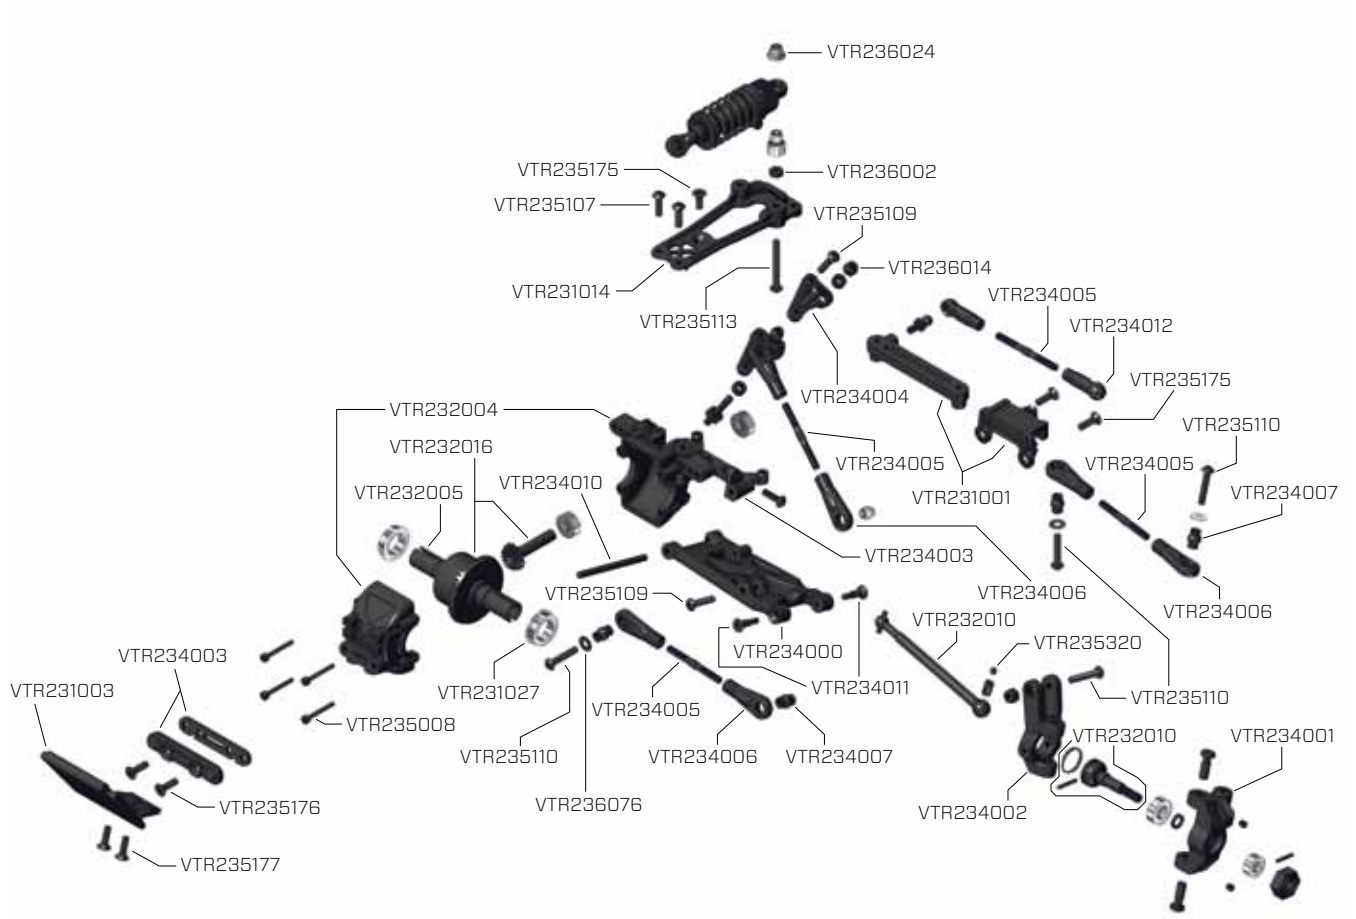 VTR236024
VTR235175
VTR236002
VTR235107
VTR235109
VTR236014
VTR231014
VTR234005
VTR235113
VTR234012
VTR235175
VTR234004
VTR232004
VTR235110
VTR232016
VTR234005
VTR234005
VTR234010
VTR232005
VTR234007
VTR231001
VTR234003
VTR234006
VTR235109
VTR234006
VTR232010
VTR235320
VTR234000
VTR234003
VTR234011
VTR231003
VTR231027
VTR235110
VTR234005
VTR235008
VTR232010
VTR234001
VTR235110
VTR234006
VTR234007
VTR236076
VTR235176
VTR234002
VTR235177